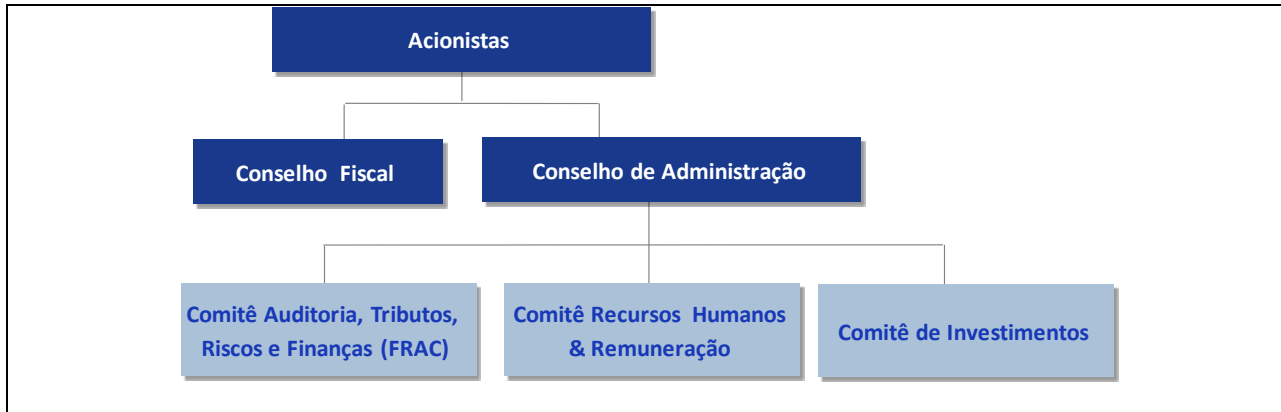 Acionistas
Conselho Fiscal
Conselho de Administração
Comitê Auditoria, Tributos,
Riscos e Finanças (FRAC)
Comitê Recursos Humanos
& Remuneração
Comitê de Investimentos